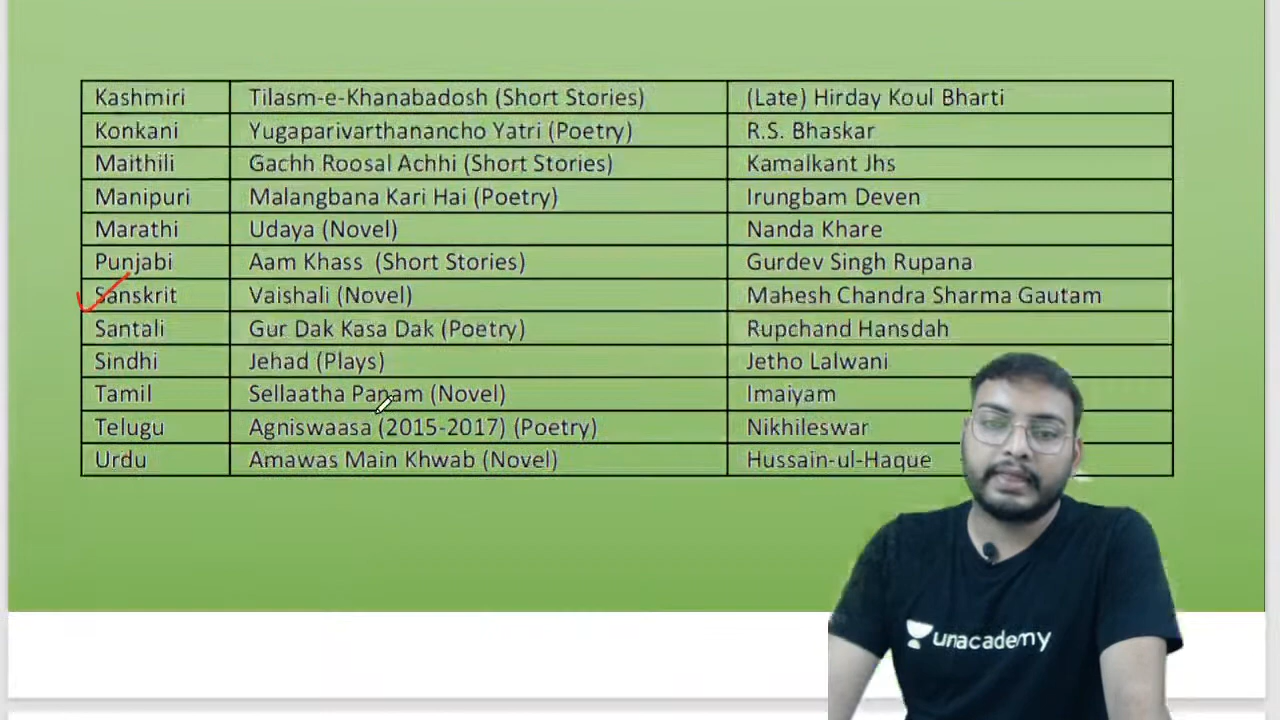 Kashmiri Tilasm-e-Khanabadosh (Short Stories) (Late) Hirday Koul Bharti
Konkani Yugaparivarthanancho Yatri (Poetry) R.S. Bhaskar
Maithili Gachh Roosal Achhi (Short Stories) Kamalkant Jhs
Manipuri Malangbana Kari Hai (Poetry) Irungbam Deven
Marathi Udaya (Novel) Nanda Khare
Punjabi Aam Khass (Short Stories) Gurdev Singh Rupana
Sanskrit Vaishali (Novel) Mahesh Chandra Sharma Gautam
Santali Gur Dak Kasa Dak (Poetry) Rupchand Hansdah
Sindhi Jehad (Plays) Jetho Lalwani
Tamil Sellaatha Panam (Novel) Imaiyam
Telugu Agniswaasa (2015-2017) (Poetry) Nikhileswar
Urdu Amawas Main Khwab (Novel) Hussain-ul-Haque
unacademy